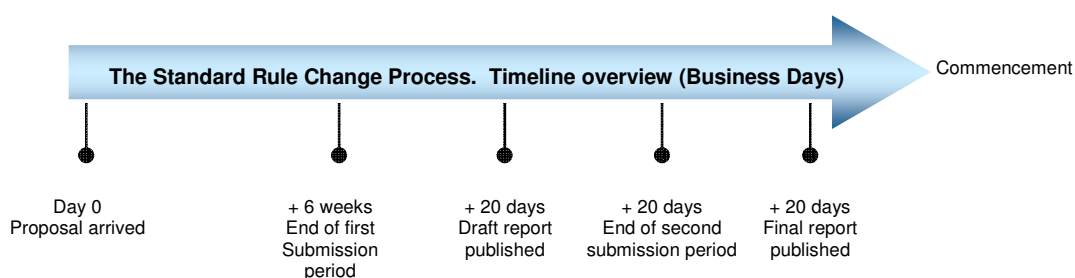 The Standard Rule Change Process. Timeline overview (Business Days)
Commencement
Day 0
Proposal arrived
+ 6 weeks
End of first
Submission
period
+ 20 days
Draft report
published
+ 20 days
End of second
submission period
+ 20 days
Final report
published